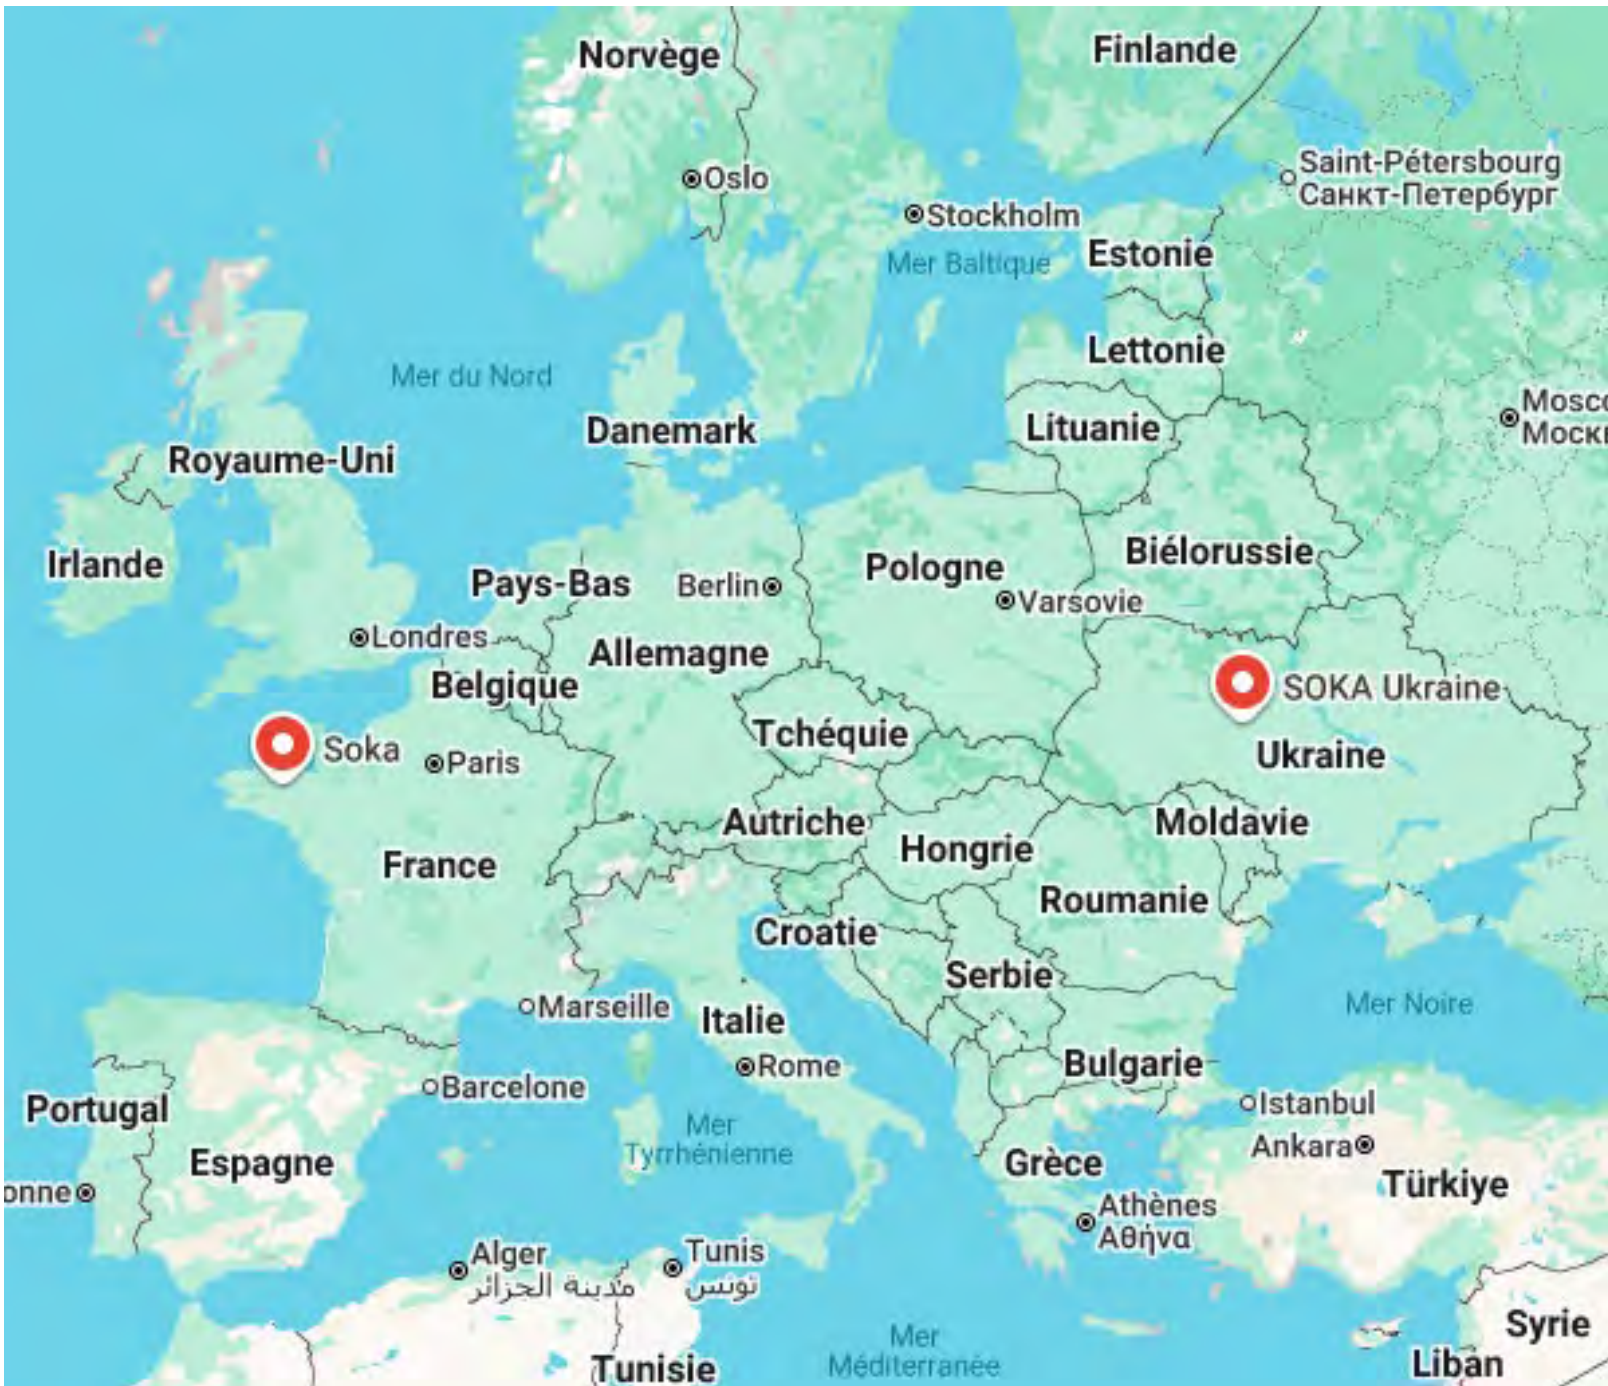 Norvège
Finlande
Oslo
Saint-Pétersbourg
Санкт-Петербург
Stockholm
Mer Baltique
Estonie
Lettonie
Mer du Nord
Danemark
Lituanie
Mosco
Моск
Royaume-Uni
Irlande
Pays-Bas
Berlin
Pologne
Biélorussie
Varsovie
Londres
Allemagne
Belgique
SOKA Ukraine
Soka
Paris
Tchéquie
Ukraine
Autriche
Moldavie
France
Hongrie
Roumanie
Croatie
Serbie
Marseille
Italie
Mer Noire
Rome
Bulgarie
Barcelone
Istanbul
Portugal
Mer
Tyrrhénienne
Ankara
Espagne
Grèce
Türkiye
onne
Athènes
Αθήνα
Alger
مدينة الجزائر
Tunis
تونس
Syrie
Mer
Méditerranée
Tunisie
Liban